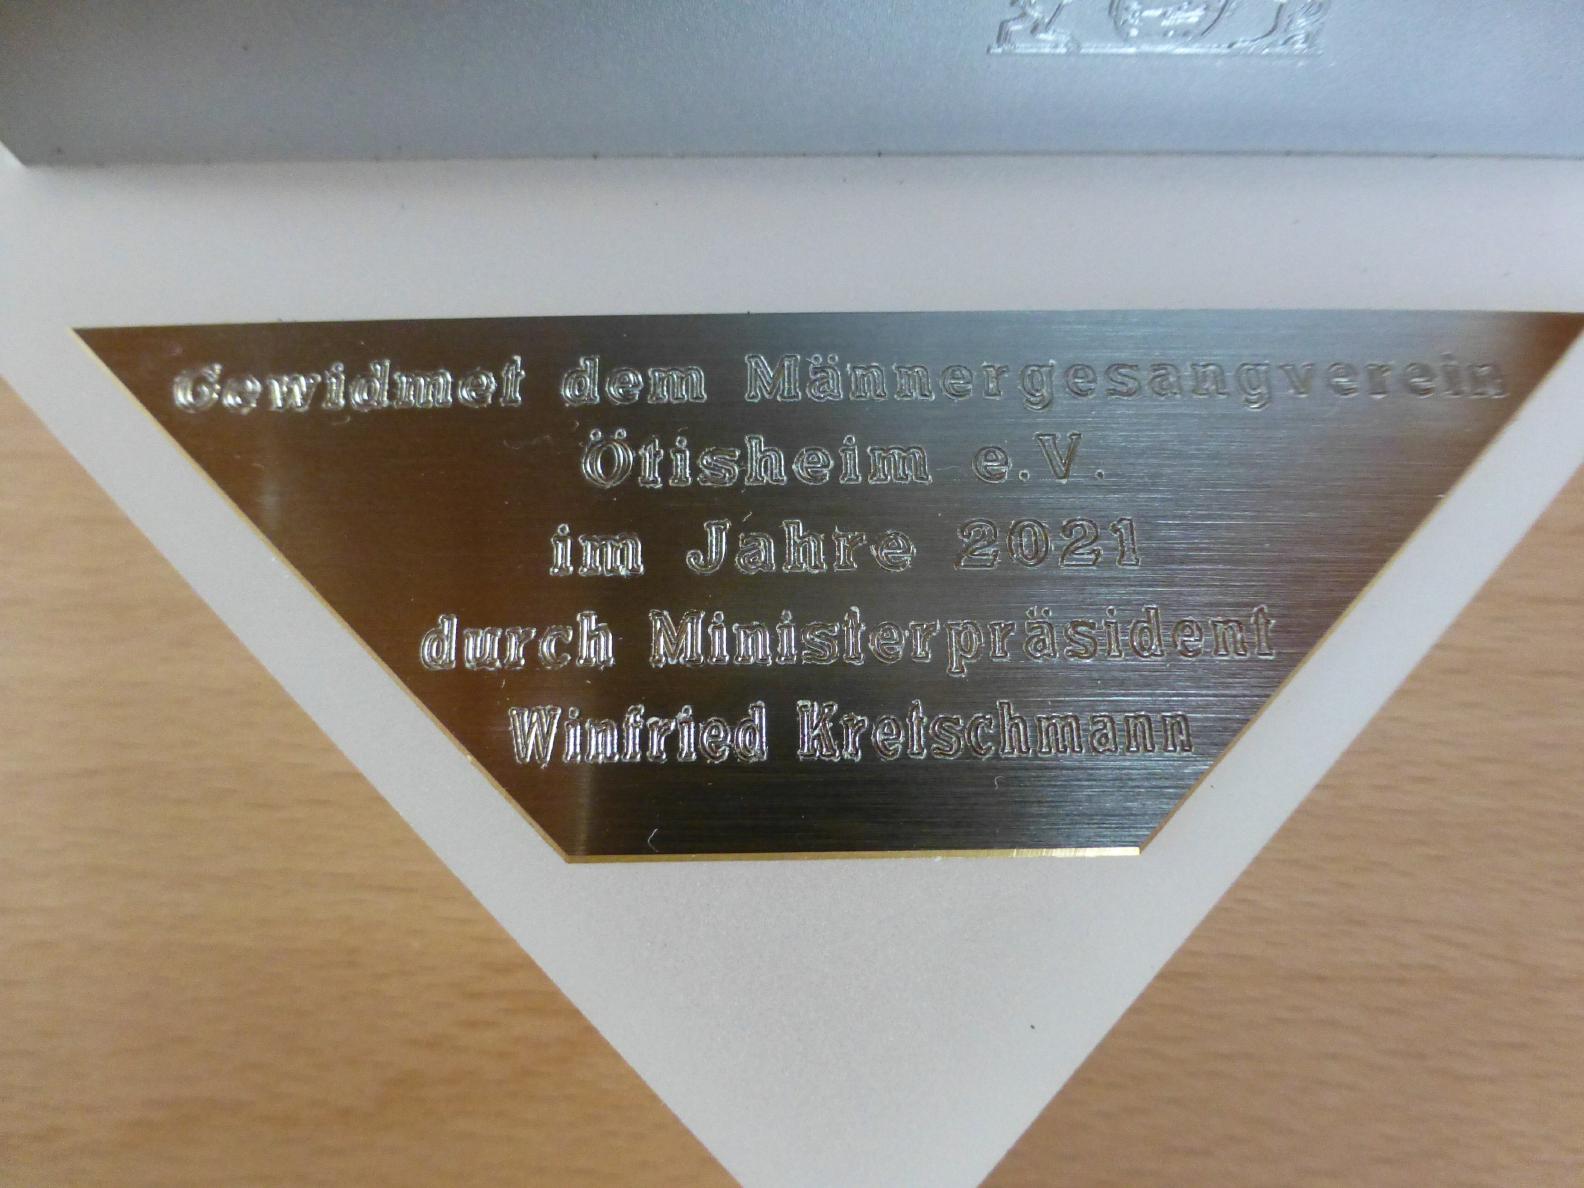 Gewidmet dem Männergesangverein
Ötisheim e.V.
im Jahre 2021
durch Ministerpräsident
Winfried Kretschmann